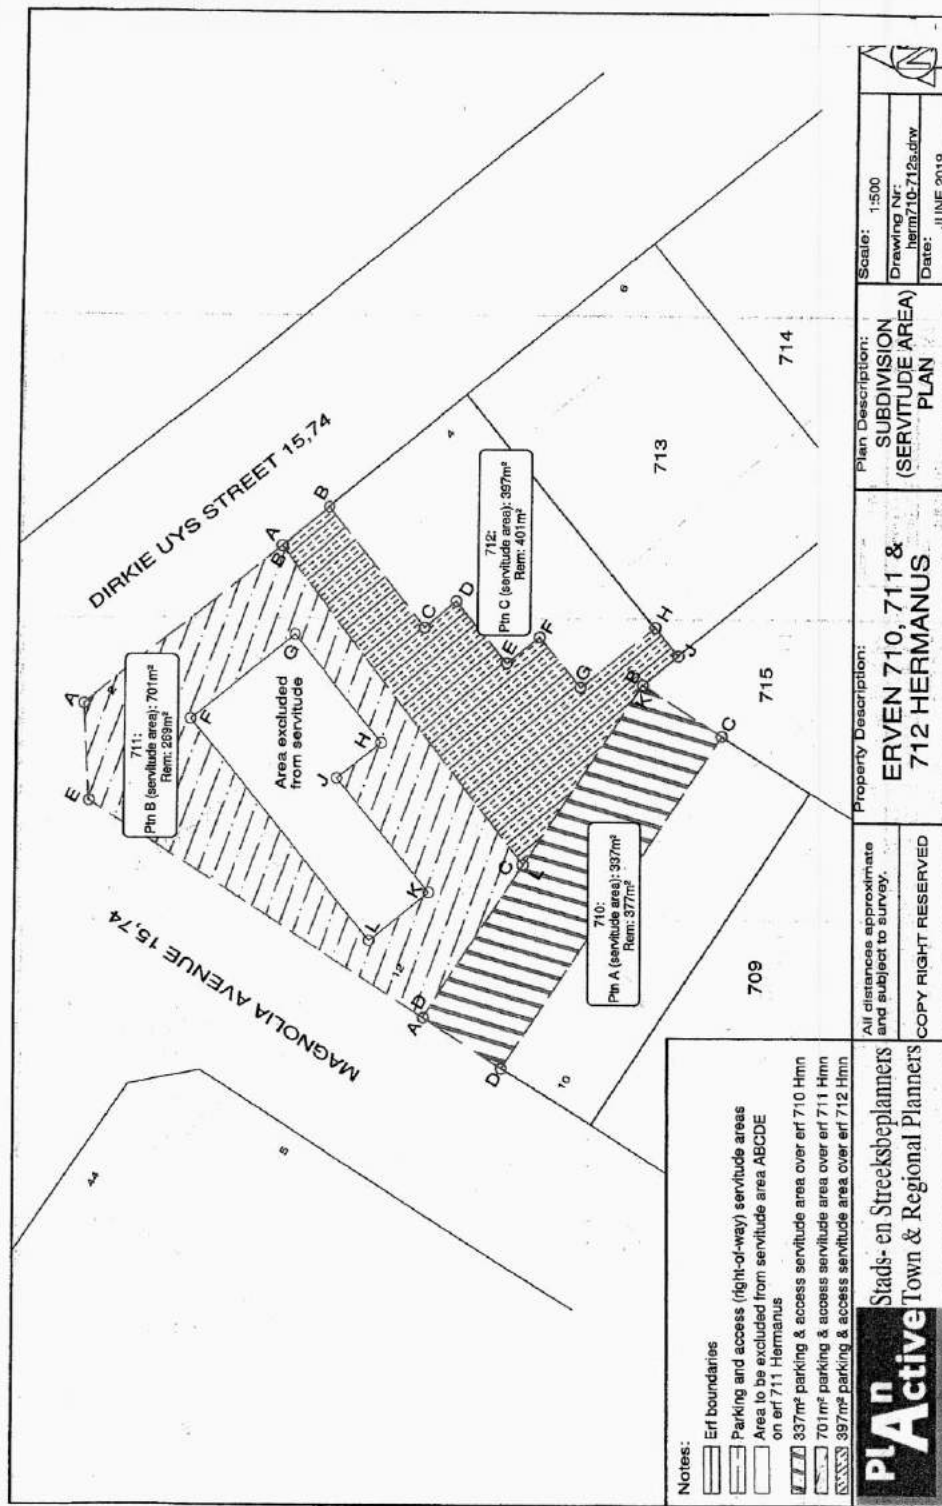 DIRKIE UYS STREET 15,74
MAGNOLIA AVENUE 15,74
711:
Ptn B (servitude area): 701m²
Rem: 269m²
Area excluded
from servitude
712:
Ptn C (servitude area): 397m²
Rem: 401m²
710:
Ptn A (servitude area): 337m²
Rem: 377m²
A
E
F
G
H
J
K
L
A
B
B
C
D
E
F
G
H
J
K
B
C
C
L
A
D
D
4
6
12
10
5
713
714
715
709
Notes:
Erf boundaries
Parking and access (right-of-way) servitude areas
Area to be excluded from servitude area ABCDE
on erf 711 Hermanus
337m² parking & access servitude area over erf 710 Hmn
701m² parking & access servitude area over erf 711 Hmn
397m² parking & access servitude area over erf 712 Hmn
PlAn
Active
Stads- en Streeksbeplanners
Town & Regional Planners
All distances approximate
and subject to survey.
COPY RIGHT RESERVED
Property Description:
ERVEN 710, 711 &
712 HERMANUS
Plan Description:
SUBDIVISION
(SERVITUDE AREA)
PLAN
Scale: 1:500
Drawing Nr:
herm710-712s.drw
Date: JUNE 2019
N